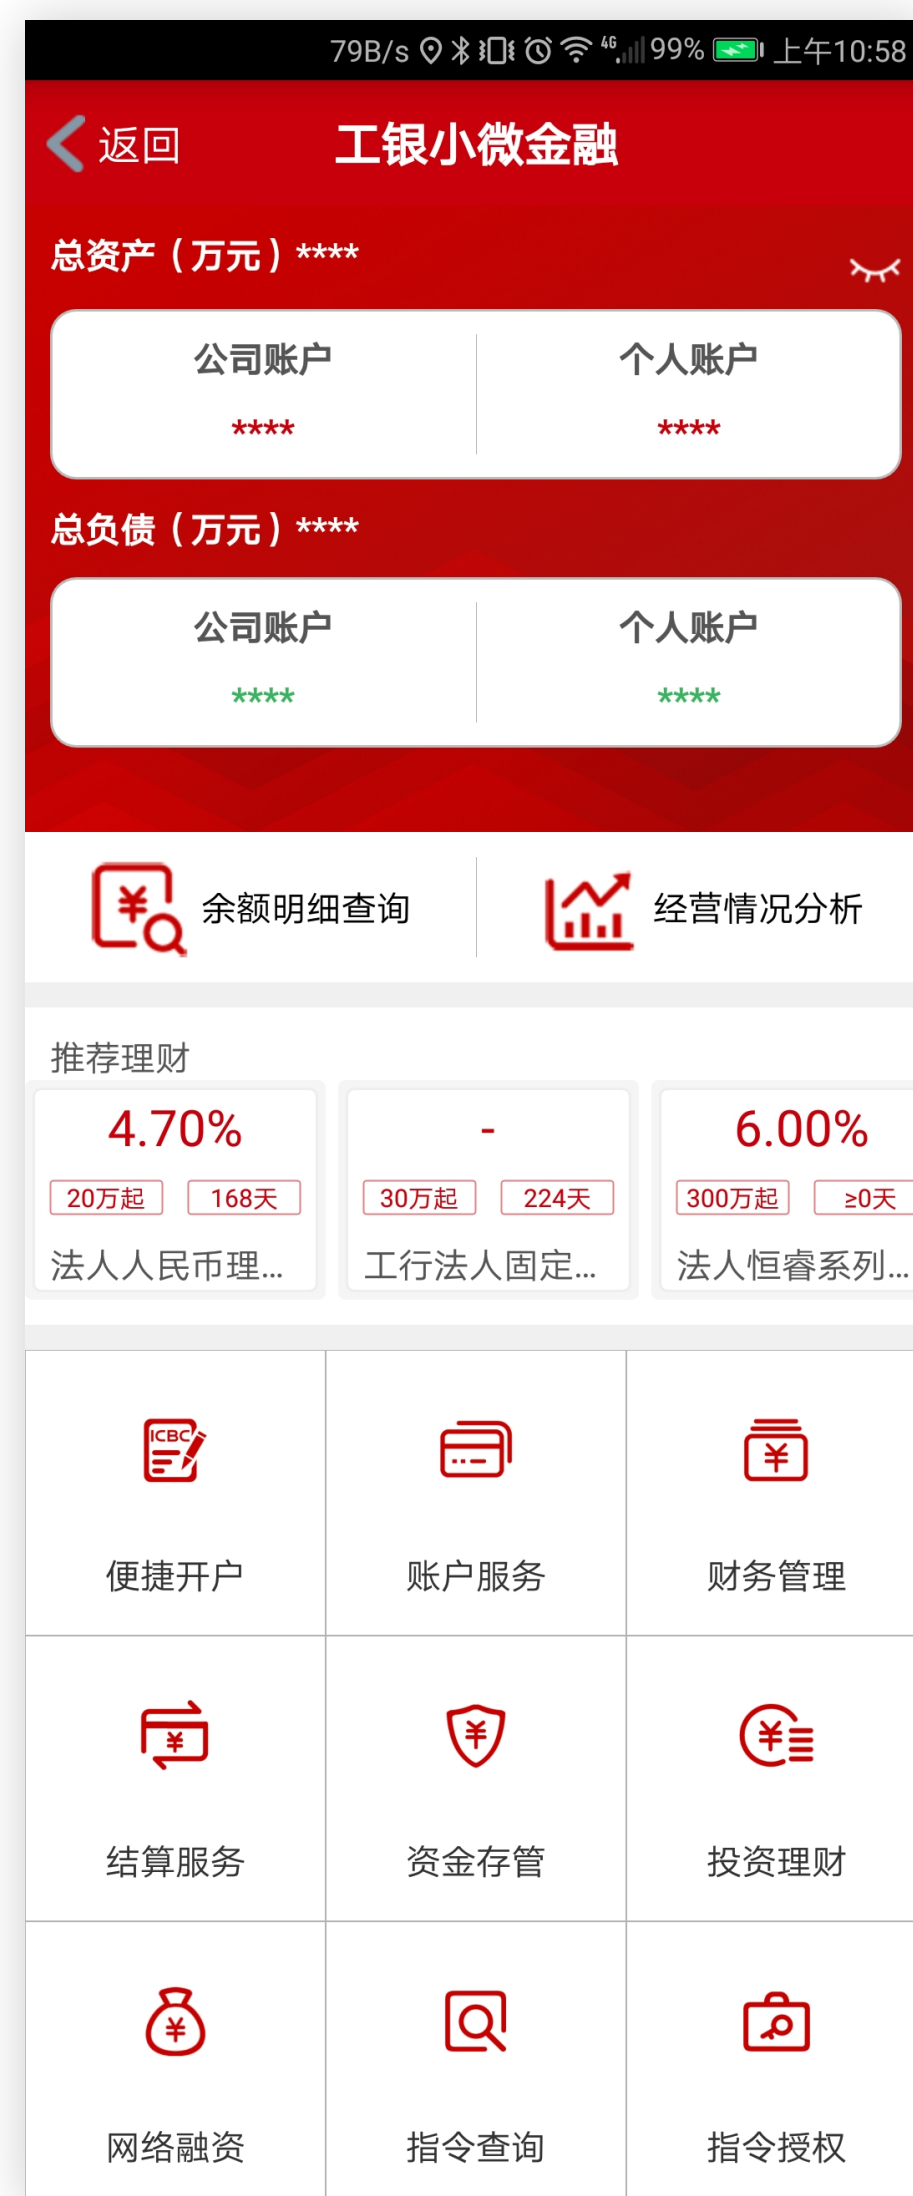 79B/s 4G 99% 上午10:58
返回 工银小微金融
总资产（万元）****
公司账户 个人账户
**** ****
总负债（万元）****
公司账户 个人账户
**** ****
余额明细查询 经营情况分析
推荐理财
4.70% - 6.00%
20万起 168天 30万起 224天 300万起 ≥0天
法人人民币理... 工行法人固定... 法人恒睿系列...
ICBC
便捷开户 账户服务 财务管理
结算服务 资金存管 投资理财
网络融资 指令查询 指令授权